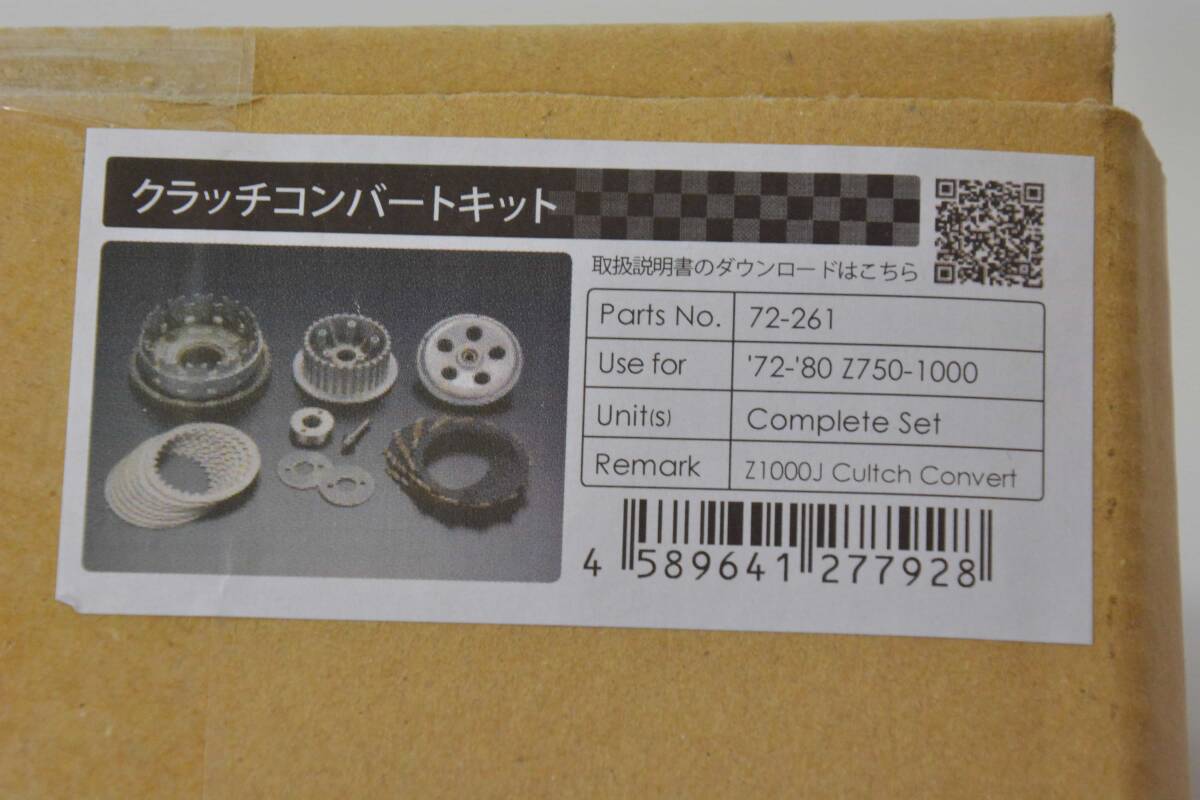 クラッチコンバートキット
取扱説明書のダウンロードはこちら
Parts No. 72-261
Use for '72-'80 Z750-1000
Unit(s) Complete Set
Remark Z1000J Cultch Convert
4 589641 277928